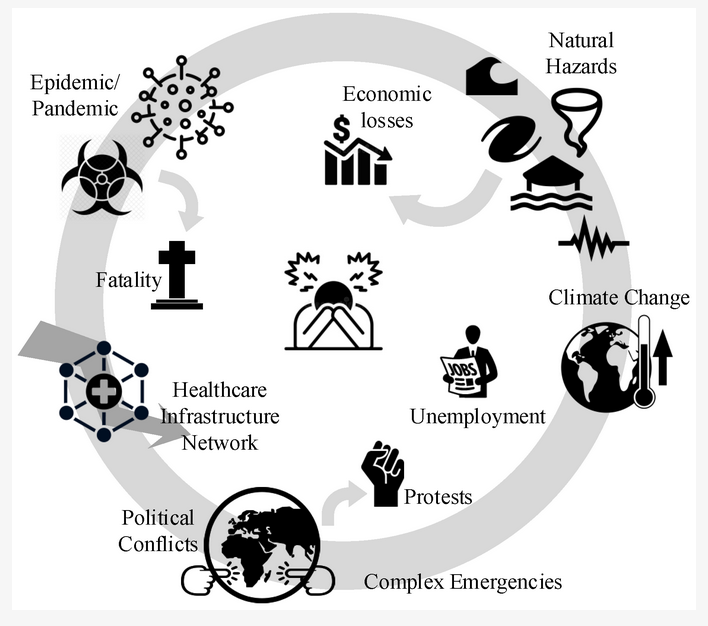 Natural
Hazards
Epidemic/
Pandemic
Economic
losses
$
Fatality
Climate Change
JOBS
Healthcare
Infrastructure
Network
Unemployment
Protests
Political
Conflicts
Complex Emergencies